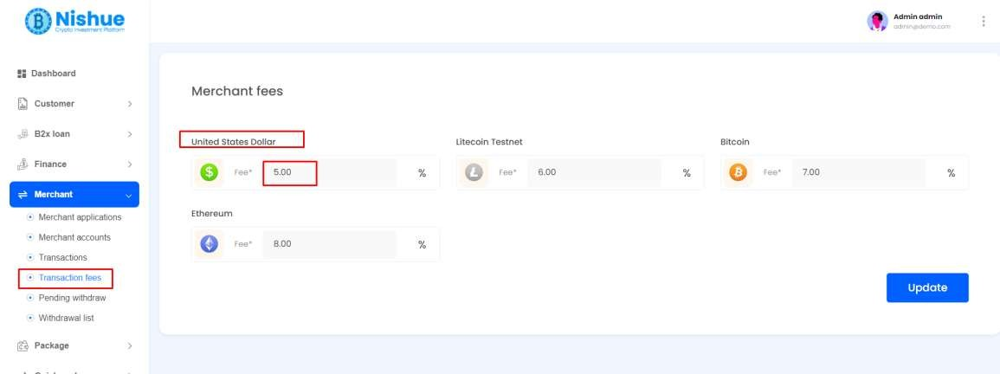 Nishue
Crypto Investment Platform
Admin admin
admin@demo.com
Dashboard
Customer
B2x loan
Finance
Merchant
Merchant applications
Merchant accounts
Transactions
Transaction fees
Pending withdraw
Withdrawal list
Package
Merchant fees
United States Dollar
Fee* 5.00 %
Litecoin Testnet
Fee* 6.00 %
Bitcoin
Fee* 7.00 %
Ethereum
Fee* 8.00 %
Update